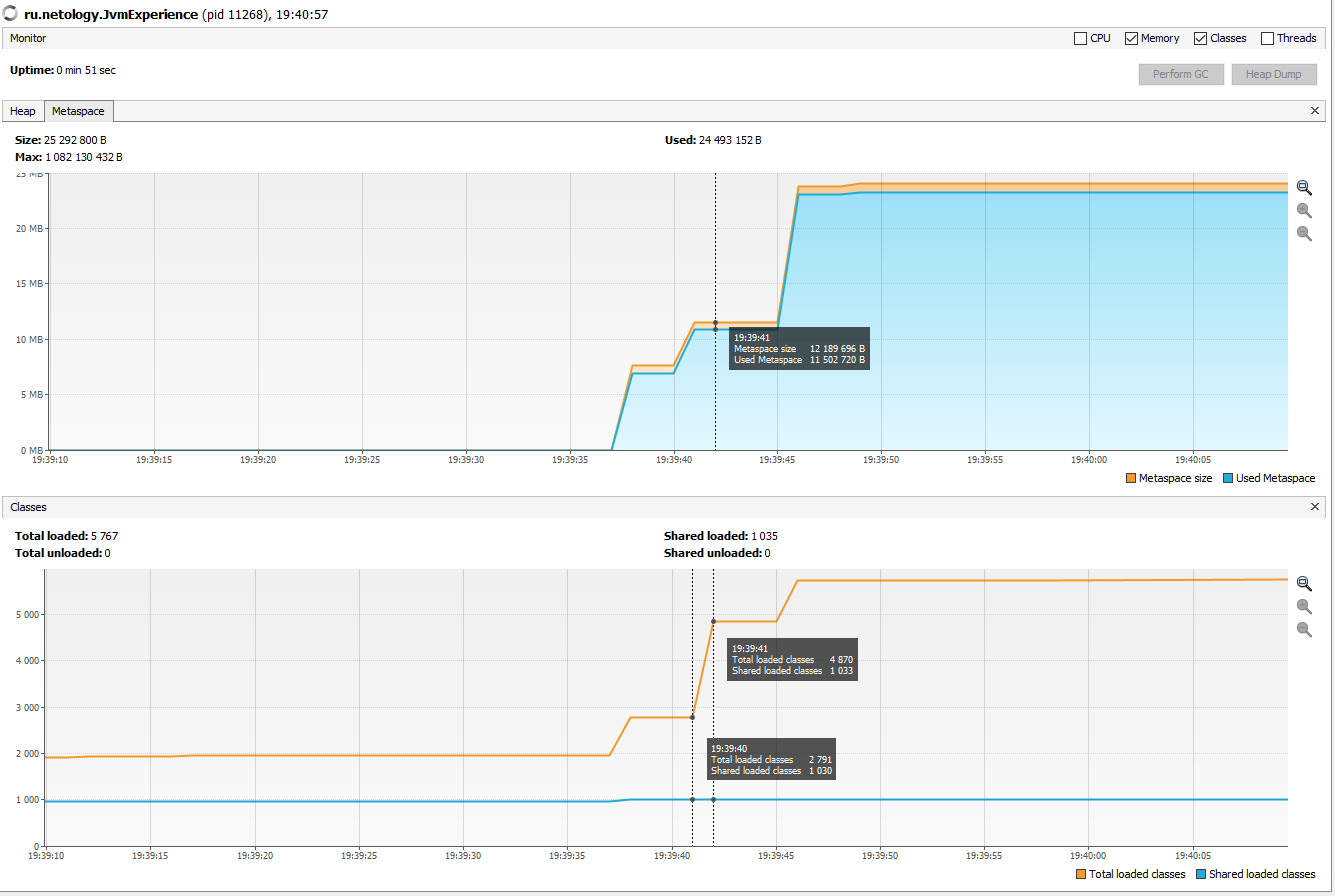 ru.netology.JvmExperience (pid 11268), 19:40:57
Monitor CPU Memory Classes Threads
Uptime: 0 min 51 sec
Perform GC Heap Dump
Heap Metaspace
Size: 25 292 800 B Used: 24 493 152 B
Max: 1 082 130 432 B
25 MB
20 MB
15 MB
10 MB
5 MB
0 MB
19:39:41
Metaspace size 12 189 696 B
Used Metaspace 11 502 720 B
19:39:10 19:39:15 19:39:20 19:39:25 19:39:30 19:39:35 19:39:40 19:39:45 19:39:50 19:39:55 19:40:00 19:40:05
Metaspace size Used Metaspace
Classes
Total loaded: 5 767 Shared loaded: 1 035
Total unloaded: 0 Shared unloaded: 0
5 000
4 000
3 000
2 000
1 000
0
19:39:41
Total loaded classes 4 870
Shared loaded classes 1 033
19:39:40
Total loaded classes 2 791
Shared loaded classes 1 030
19:39:10 19:39:15 19:39:20 19:39:25 19:39:30 19:39:35 19:39:40 19:39:45 19:39:50 19:39:55 19:40:00 19:40:05
Total loaded classes Shared loaded classes